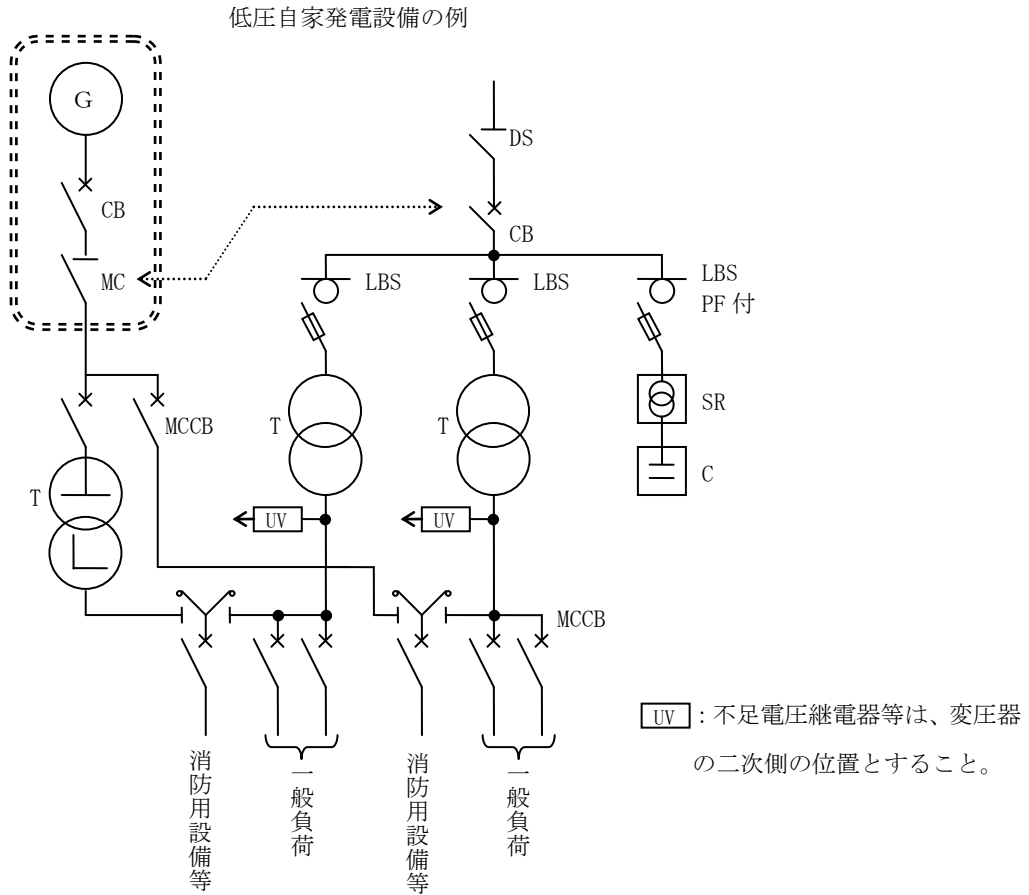 低圧自家発電設備の例
G
DS
CB
CB
MC
LBS
LBS
LBS
PF 付
MCCB
T
T
SR
T
C
UV
UV
MCCB
UV：不足電圧継電器等は、変圧器
の二次側の位置とすること。
消防用設備等
一般負荷
消防用設備等
一般負荷